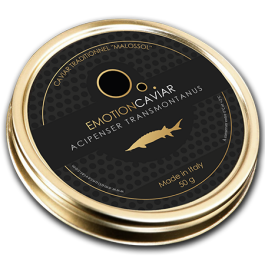 CAVIAR TRADITIONNEL "MALOSSOL"
EMOTIONCAVIAR
ACIPENSER TRANSMONTANUS
Made in Italy
50 g